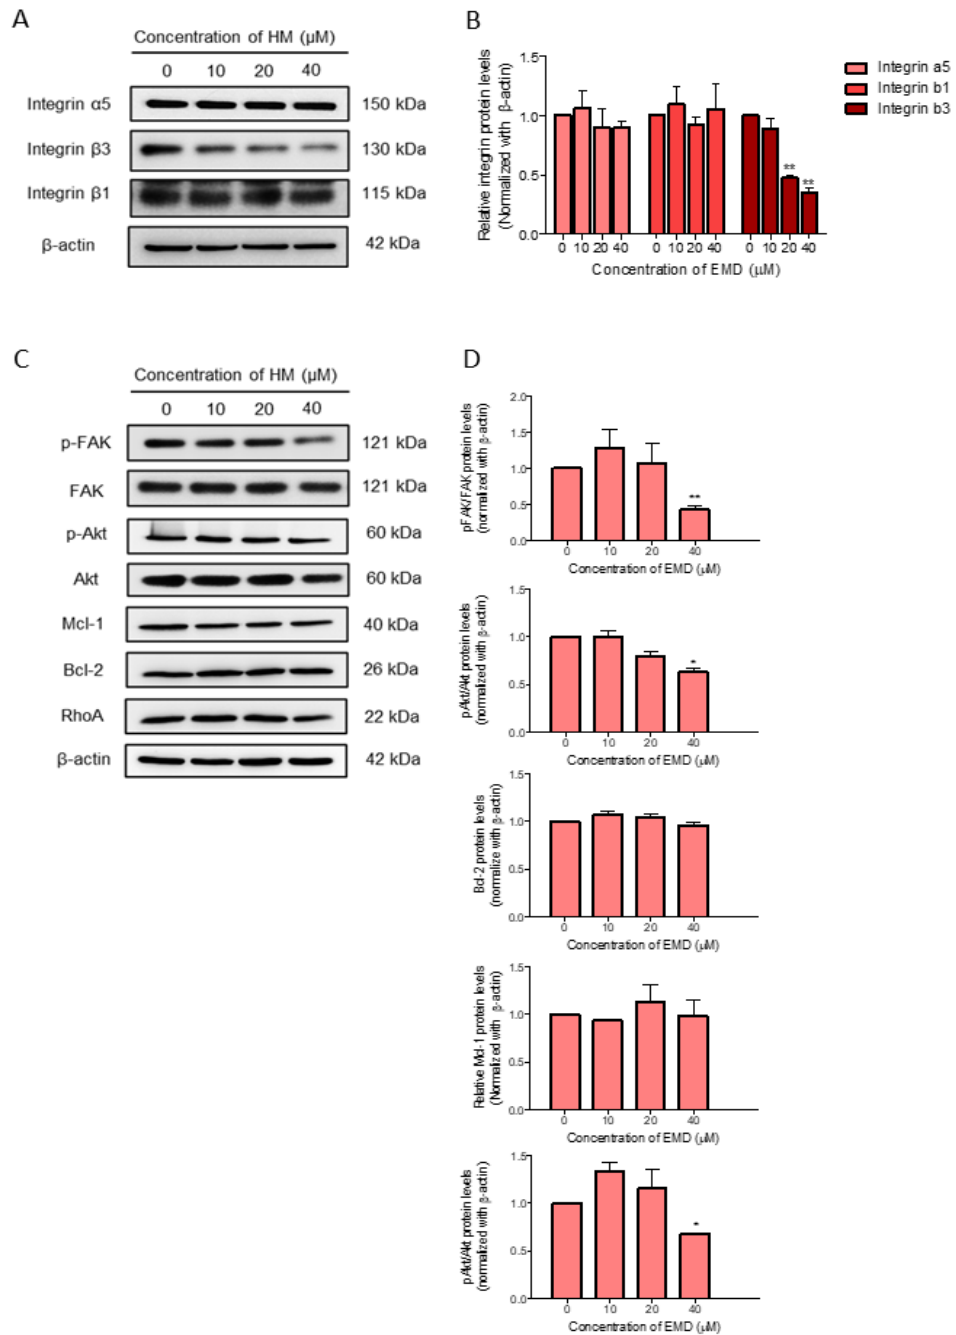 A
Concentration of HM (µM)
0 10 20 40
Integrin α5 150 kDa
Integrin β3 130 kDa
Integrin β1 115 kDa
β-actin 42 kDa
B
Relative integrin protein levels
(Normalized with β-actin)
1.5
1.0
0.5
0.0
** **
0 10 20 40 0 10 20 40 0 10 20 40
Concentration of EMD (µM)
Integrin a5
Integrin b1
Integrin b3
C
Concentration of HM (µM)
0 10 20 40
p-FAK 121 kDa
FAK 121 kDa
p-Akt 60 kDa
Akt 60 kDa
Mcl-1 40 kDa
Bcl-2 26 kDa
RhoA 22 kDa
β-actin 42 kDa
D
pFAK/FAK protein levels
(normalized with β-actin)
2.0
1.5
1.0
0.5
0.0
**
0 10 20 40
Concentration of EMD (µM)
pAkt/Akt protein levels
(normalized with β-actin)
1.5
1.0
0.5
0.0
*
0 10 20 40
Concentration of EMD (µM)
Bcl-2 protein levels
(normalize with β-actin)
1.5
1.0
0.5
0.0
0 10 20 40
Concentration of EMD (µM)
Relative Mcl-1 protein levels
(Normalized with β-actin)
1.5
1.0
0.5
0.0
0 10 20 40
Concentration of EMD (µM)
pAkt/Akt protein levels
(normalized with β-actin)
1.5
1.0
0.5
0.0
*
0 10 20 40
Concentration of EMD (µM)